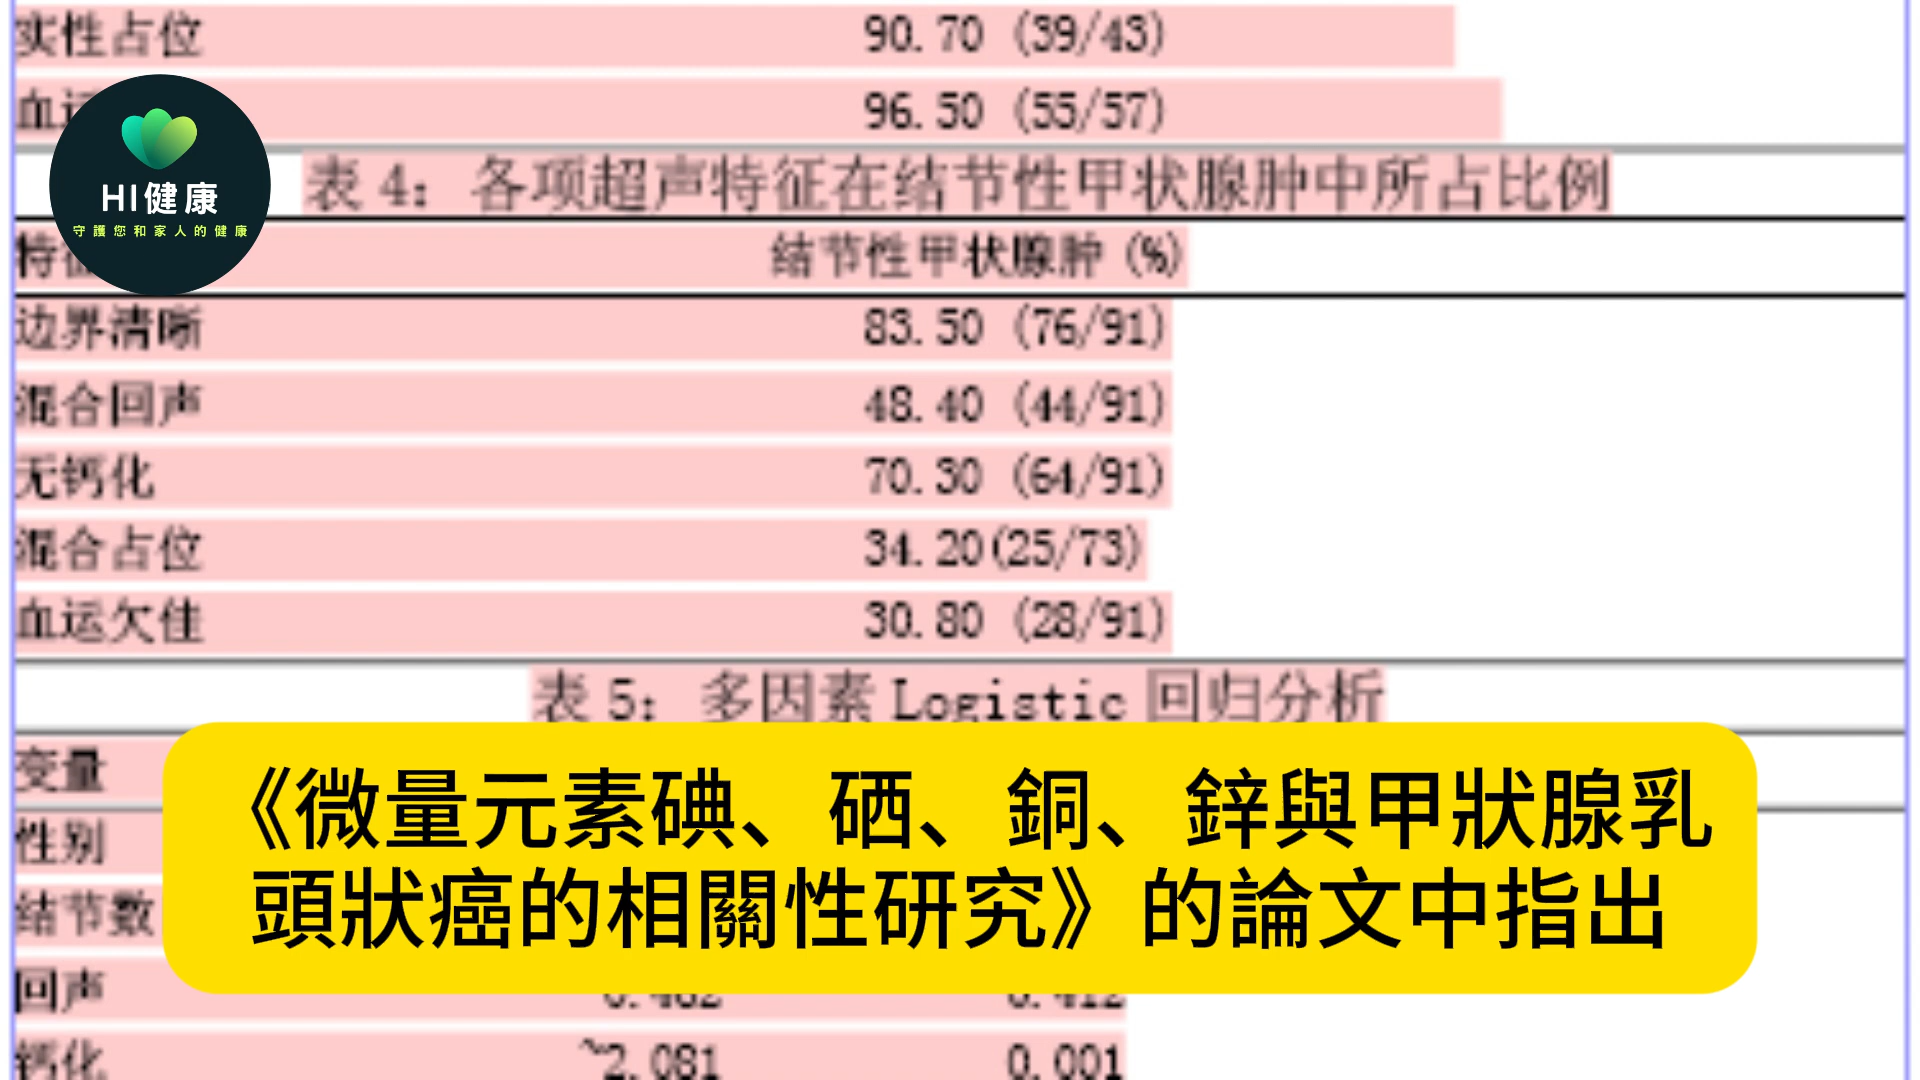 实性占位 90.70 (39/43)
血运 96.50 (55/57)
HI健康
守護您和家人的健康
表 4：各项超声特征在结节性甲状腺肿中所占比例
特征 结节性甲状腺肿 (%)
边界清晰 83.50 (76/91)
混合回声 48.40 (44/91)
无钙化 70.30 (64/91)
混合占位 34.20(25/73)
血运欠佳 30.80 (28/91)
表 5：多因素 Logistic 回归分析
变量
性别
结节数
《微量元素碘、硒、銅、鋅與甲狀腺乳
頭狀癌的相關性研究》的論文中指出
回声
钙化 ~2.081 0.001